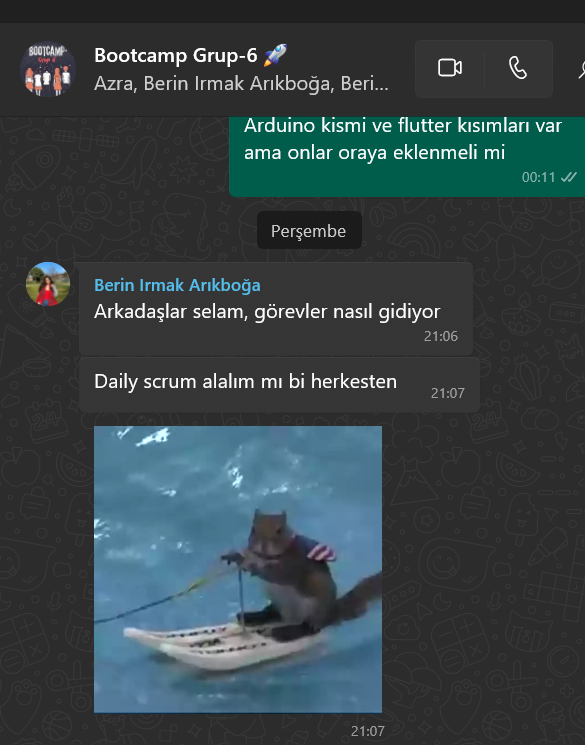 BOOTCAMP
Bootcamp Grup-6 🚀
Azra, Berin Irmak Arıkboğa, Beri...
Arduino kismi ve flutter kısımları var
ama onlar oraya eklenmeli mi
00:11
Perşembe
Berin Irmak Arıkboğa
Arkadaşlar selam, görevler nasıl gidiyor
21:06
Daily scrum alalım mı bi herkesten
21:07
21:07